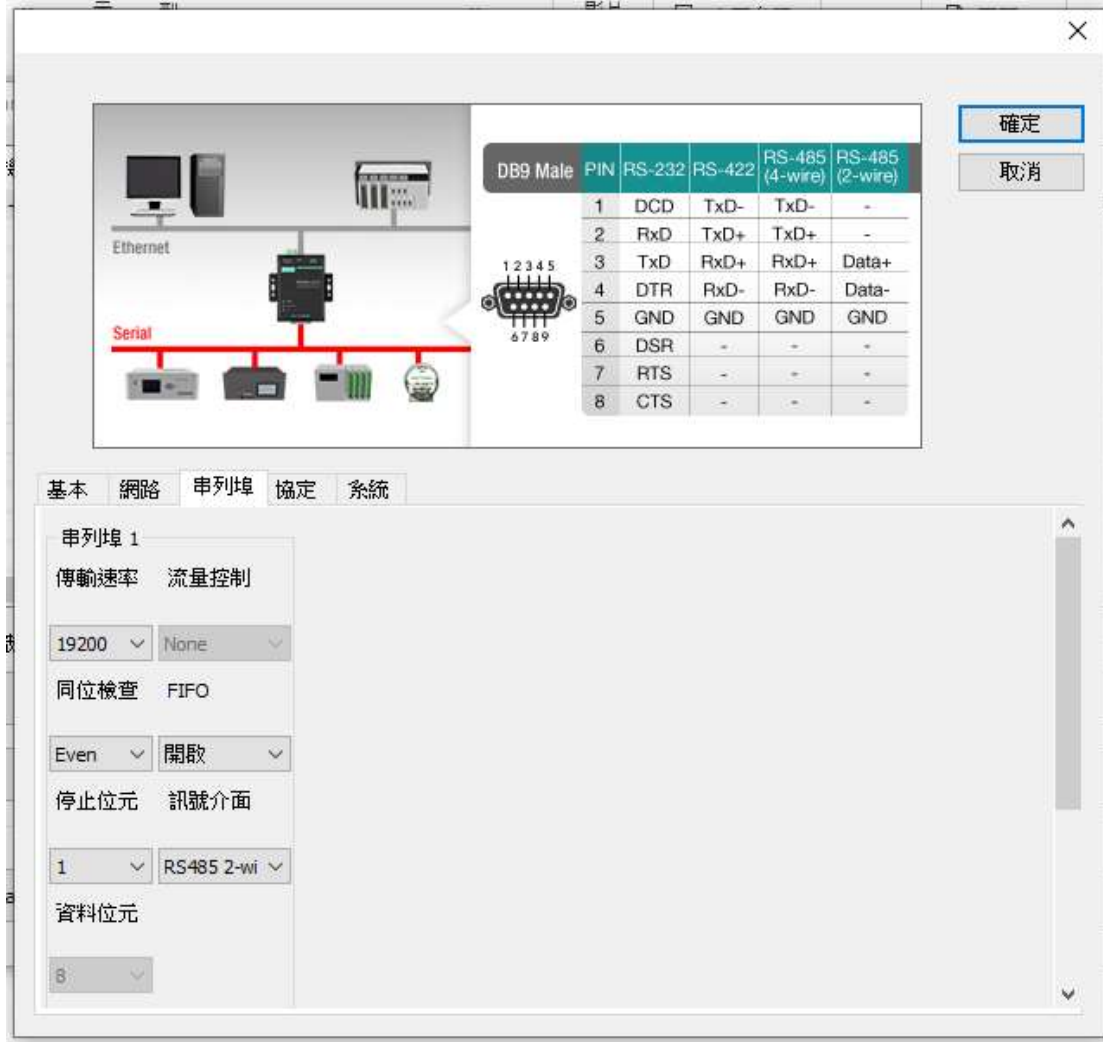 確定
取消
DB9 Male PIN RS-232 RS-422 RS-485 (4-wire) RS-485 (2-wire)
1 DCD TxD- TxD- -
2 RxD TxD+ TxD+ -
3 TxD RxD+ RxD+ Data+
4 DTR RxD- RxD- Data-
5 GND GND GND GND
6 DSR - - -
7 RTS - - -
8 CTS - - -
1 2 3 4 5
6 7 8 9
Ethernet
Serial
基本 網路 串列埠 協定 系統
串列埠 1
傳輸速率 流量控制
19200 None
同位檢查 FIFO
Even 開啟
停止位元 訊號介面
1 RS485 2-wi
資料位元
8